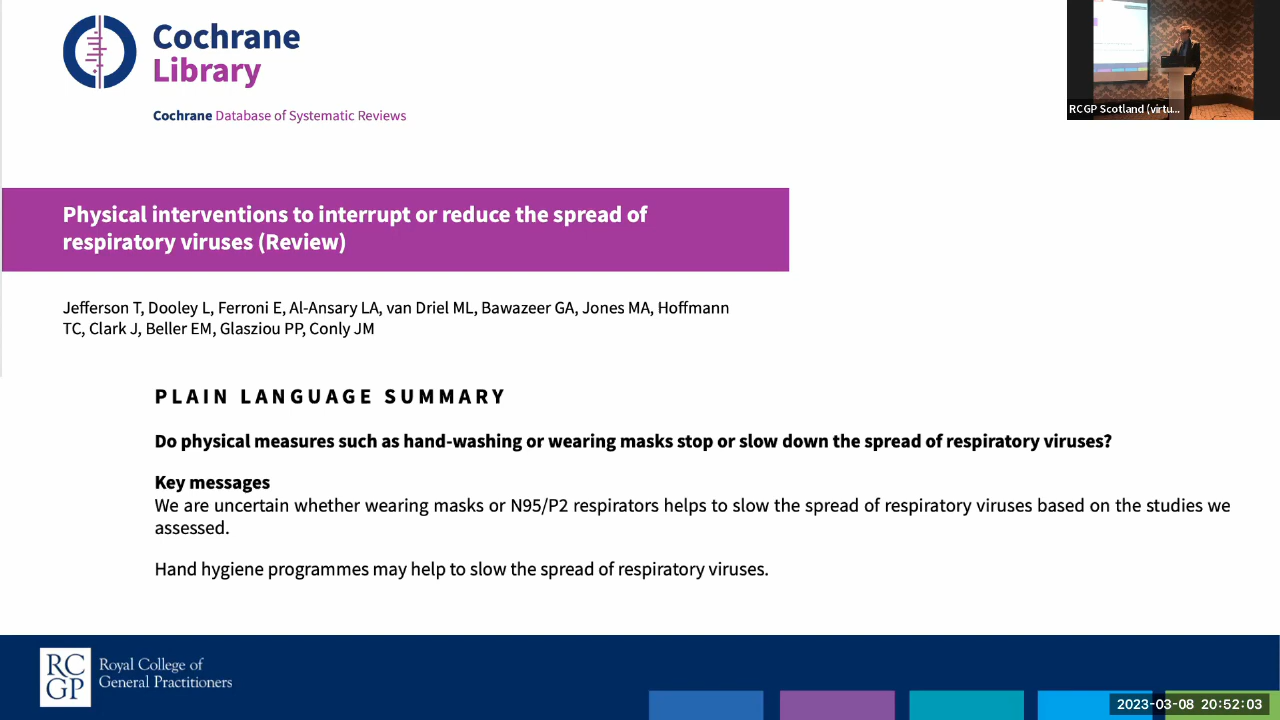 Cochrane
Library
Cochrane Database of Systematic Reviews
RCGP Scotland (virtu...
Physical interventions to interrupt or reduce the spread of
respiratory viruses (Review)
Jefferson T, Dooley L, Ferroni E, Al-Ansary LA, van Driel ML, Bawazeer GA, Jones MA, Hoffmann
TC, Clark J, Beller EM, Glasziou PP, Conly JM
PLAIN LANGUAGE SUMMARY
Do physical measures such as hand-washing or wearing masks stop or slow down the spread of respiratory viruses?
Key messages
We are uncertain whether wearing masks or N95/P2 respirators helps to slow the spread of respiratory viruses based on the studies we
assessed.
Hand hygiene programmes may help to slow the spread of respiratory viruses.
RC
GP
Royal College of
General Practitioners
2023-03-08 20:52:03